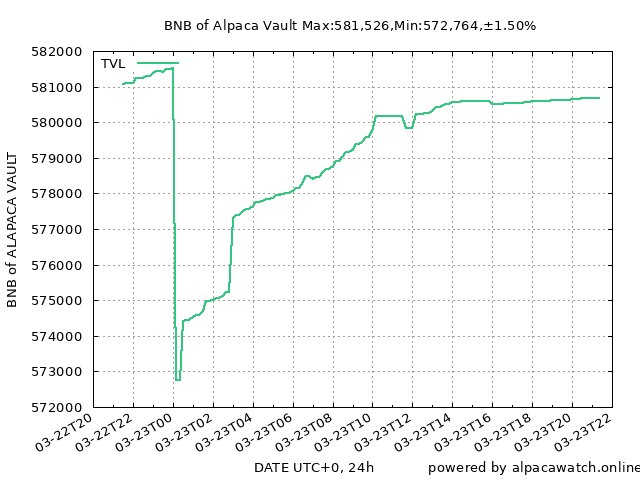 BNB of Alpaca Vault Max:581,526,Min:572,764,±1.50%
TVL
582000
581000
580000
579000
578000
577000
576000
575000
574000
573000
572000
BNB of ALAPACA VAULT
03-22T20
03-22T22
03-23T00
03-23T02
03-23T04
03-23T06
03-23T08
03-23T10
03-23T12
03-23T14
03-23T16
03-23T18
03-23T20
03-23T22
DATE UTC+0, 24h
powered by alpacawatch.online